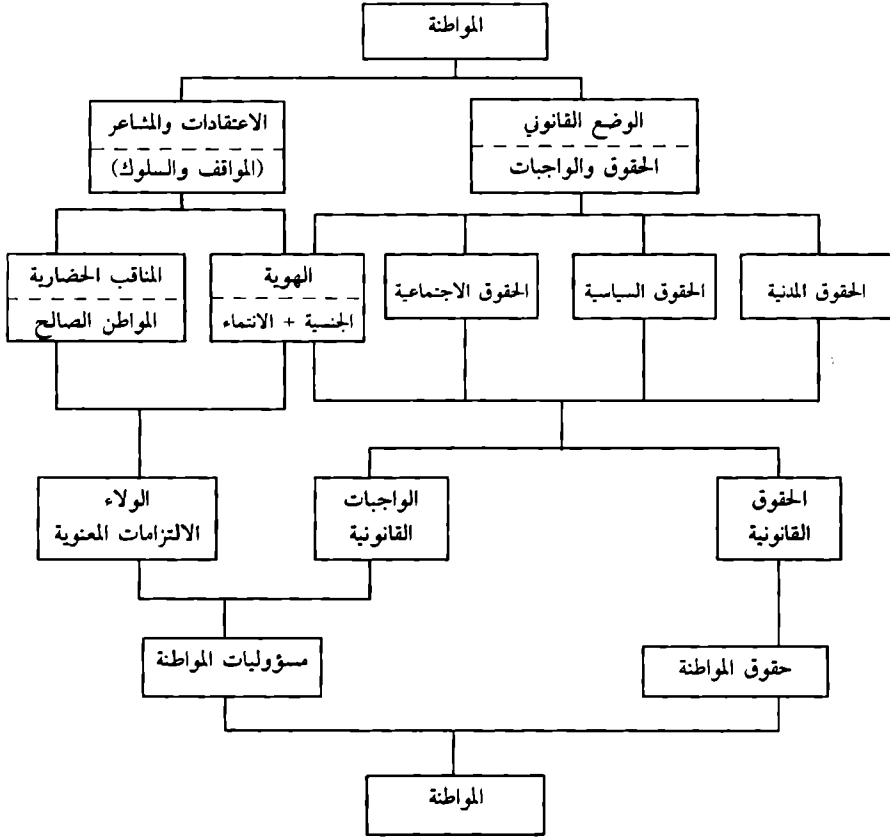 المواطنة
الوضع القانوني
الحقوق والواجبات
الاعتقادات والمشاعر
(المواقف والسلوك)
الحقوق المدنية
الحقوق السياسية
الحقوق الاجتماعية
الهوية
الجنسية + الانتماء
المناقب الحضارية
المواطن الصالح
الحقوق
القانونية
الواجبات
القانونية
الولاء
الالتزامات المعنوية
حقوق المواطنة
مسؤوليات المواطنة
المواطنة